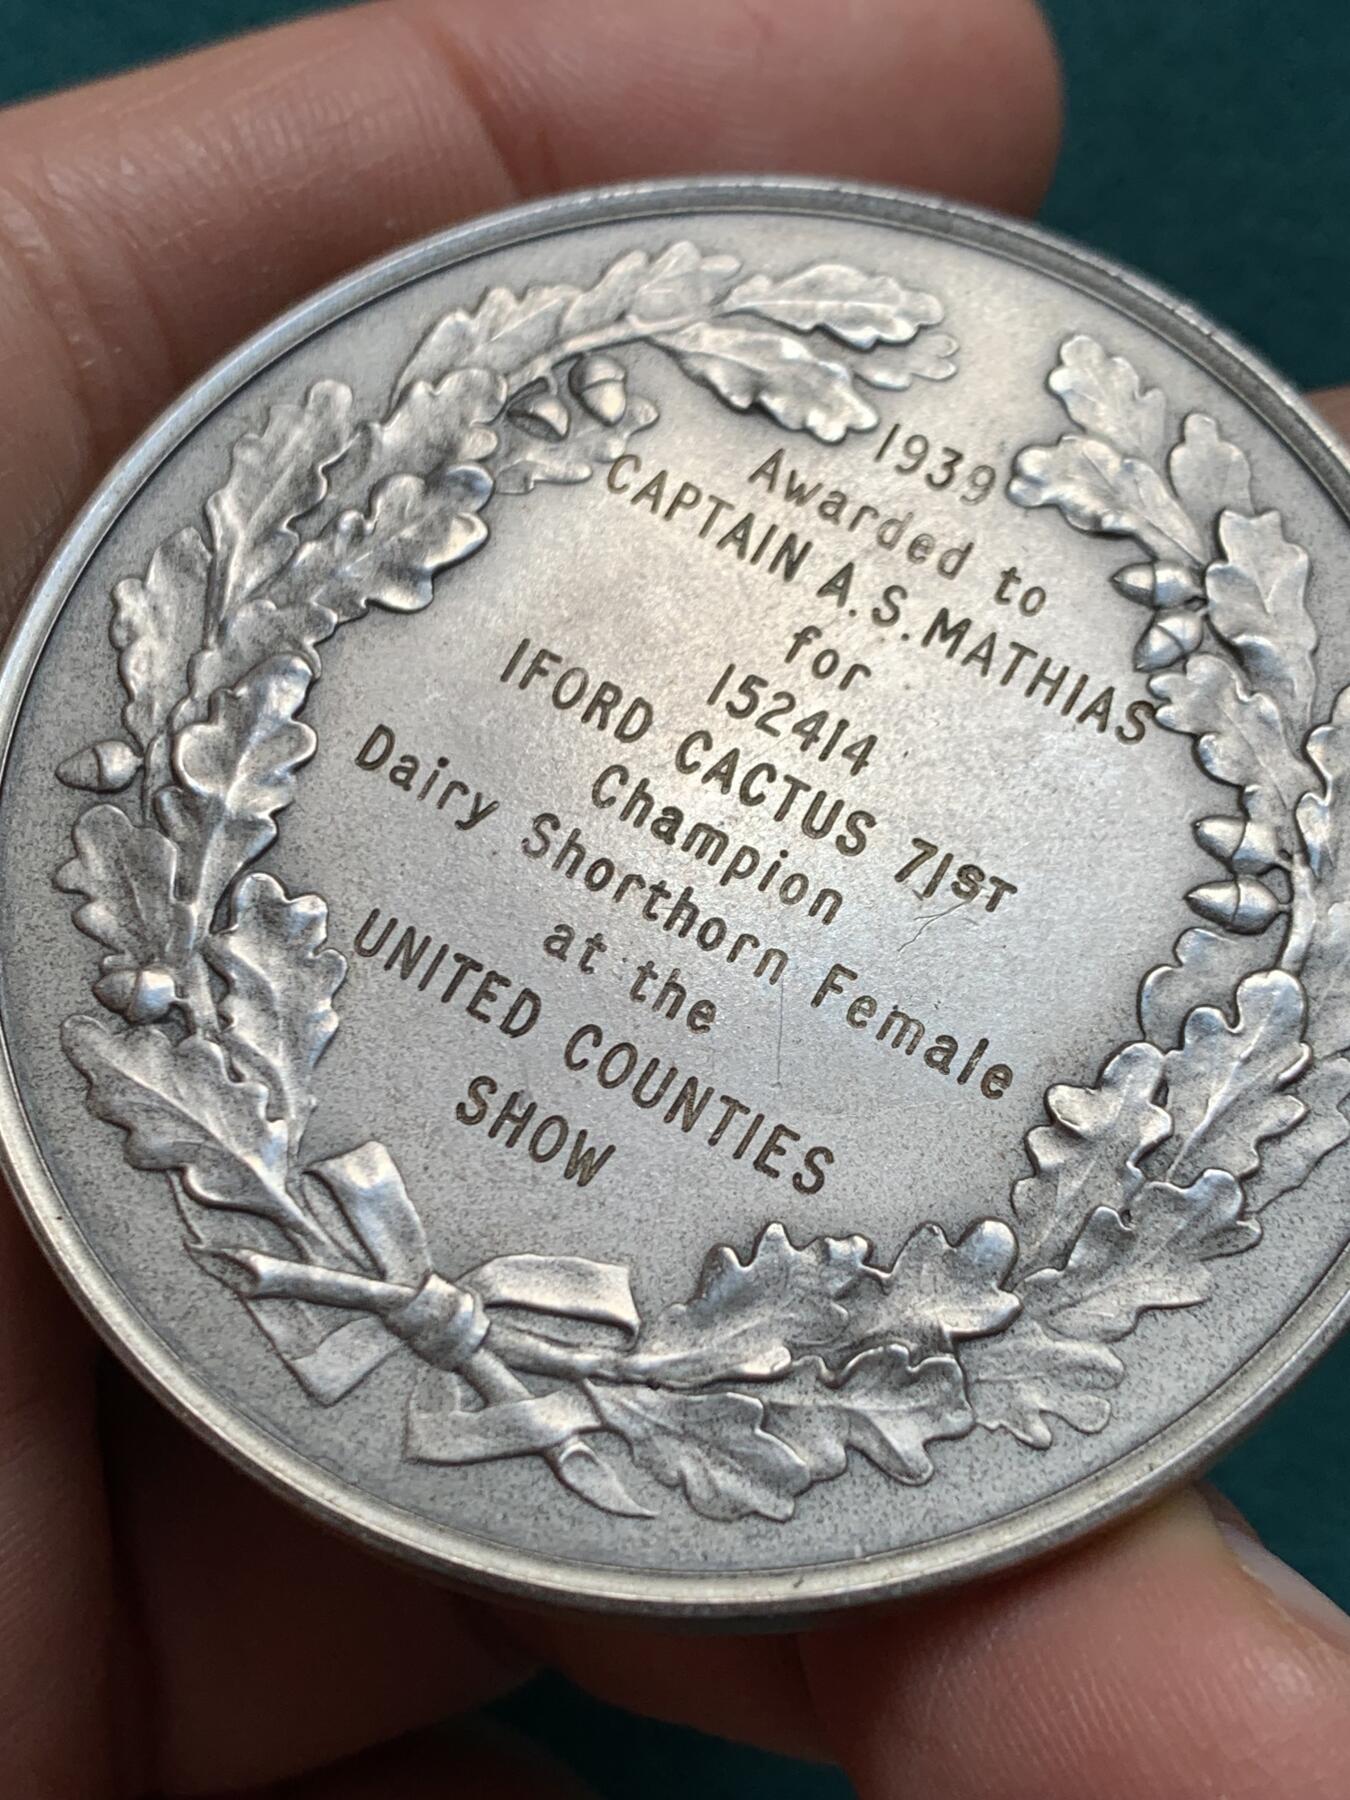 1939
Awarded to
CAPTAIN A.S. MATHIAS
for
152414
IFORD CACTUS 71ST
Champion
Dairy Shorthorn Female
at the
UNITED COUNTIES
SHOW